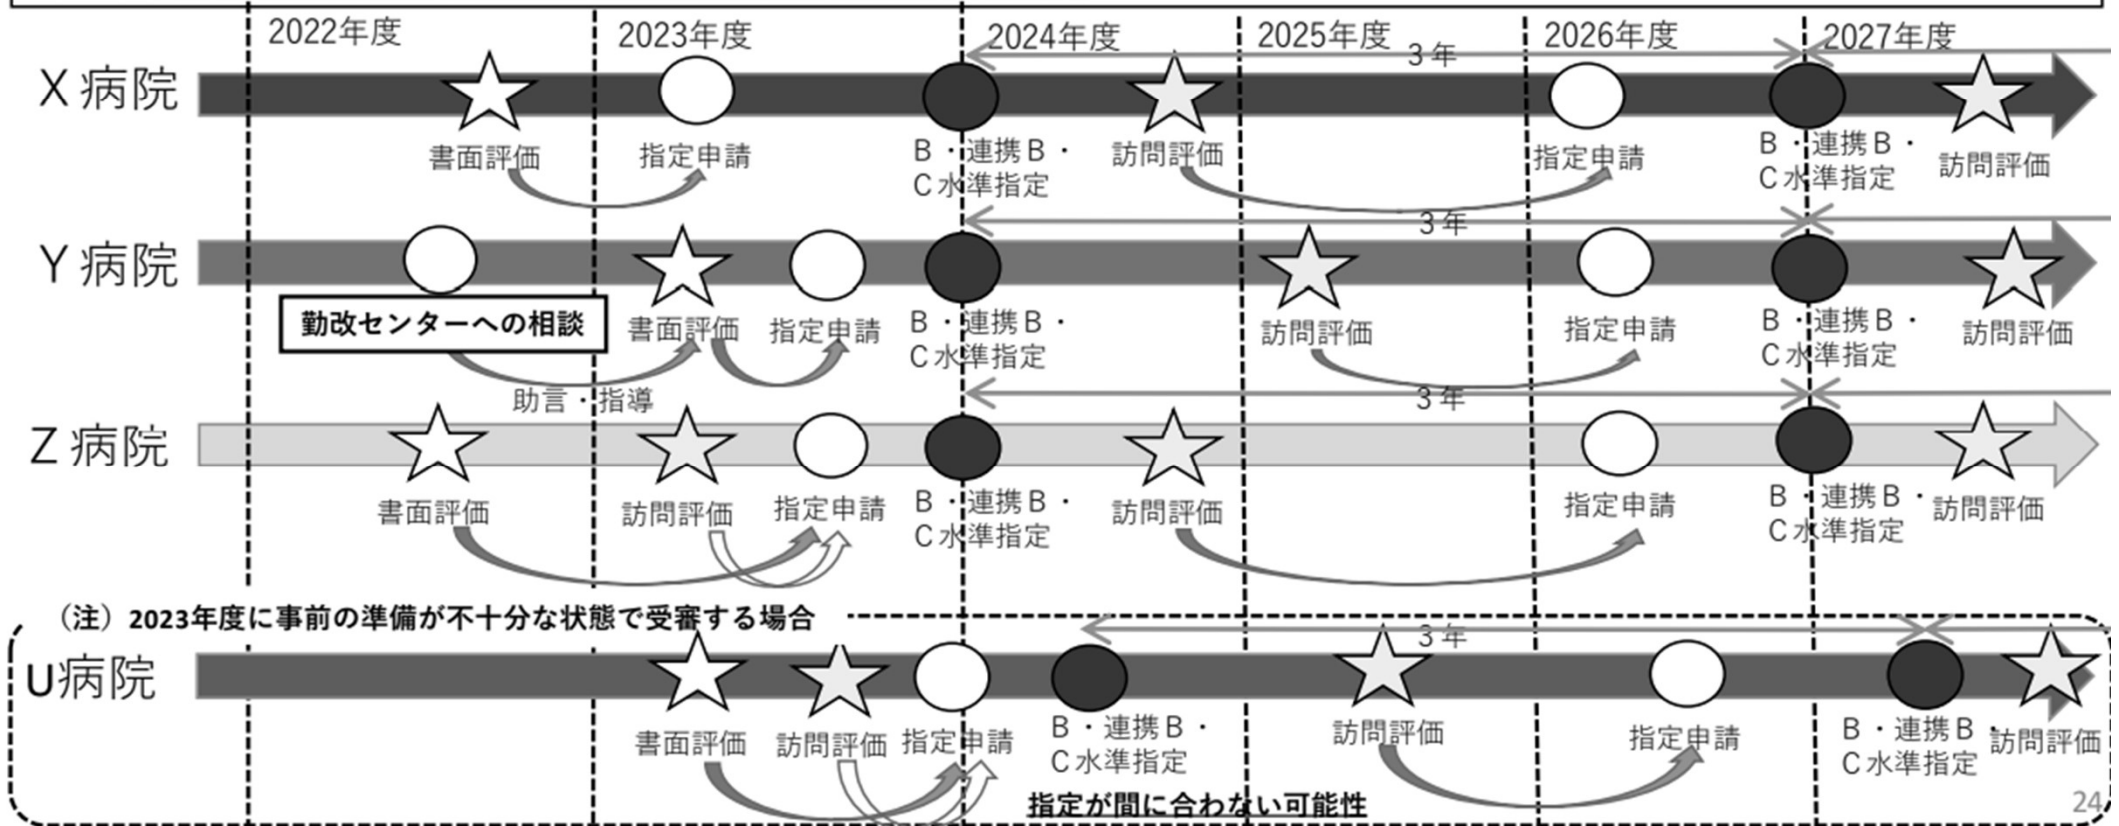 2022年度
2023年度
2024年度
2025年度
2026年度
2027年度
3年
X病院
書面評価
指定申請
B・連携B・
C水準指定
訪問評価
指定申請
B・連携B・
C水準指定
訪問評価
3年
Y病院
勤改センターへの相談
書面評価
指定申請
B・連携B・
C水準指定
訪問評価
指定申請
B・連携B・
C水準指定
訪問評価
助言・指導
3年
Z病院
書面評価
訪問評価
指定申請
B・連携B・
C水準指定
訪問評価
指定申請
B・連携B・
C水準指定
訪問評価
(注)2023年度に事前の準備が不十分な状態で受審する場合
3年
U病院
書面評価
訪問評価
指定申請
B・連携B・
C水準指定
訪問評価
指定申請
B・連携B・
C水準指定
訪問評価
指定が間に合わない可能性
24